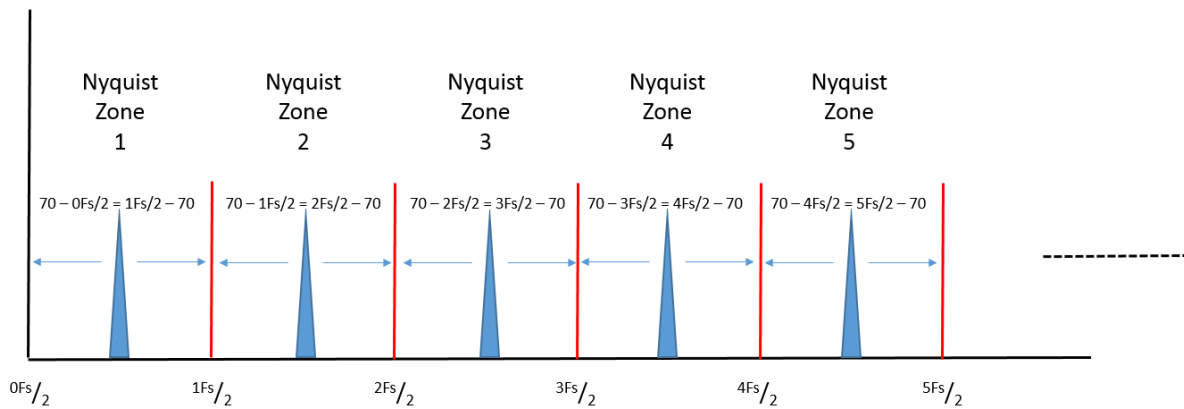 Nyquist
Zone
1
Nyquist
Zone
2
Nyquist
Zone
3
Nyquist
Zone
4
Nyquist
Zone
5
70 – 0Fs/2 = 1Fs/2 – 70
70 - 1Fs/2 = 2Fs/2 – 70
70 - 2Fs/2 = 3Fs/2 – 70
70 - 3Fs/2 = 4Fs/2 – 70
70 - 4Fs/2 = 5Fs/2 – 70
0Fs/2
1Fs/2
2Fs/2
3Fs/2
4Fs/2
5Fs/2